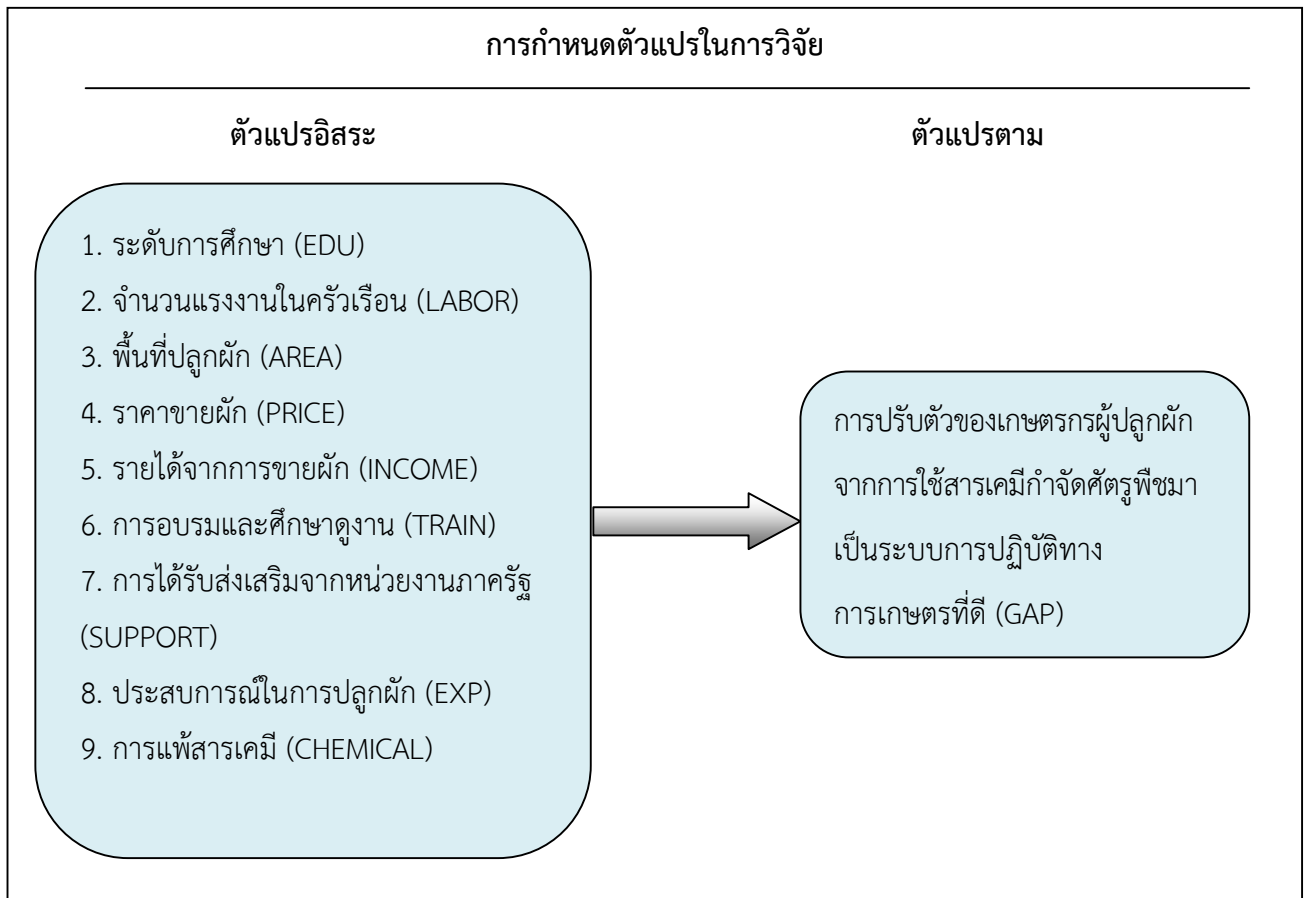 การกำหนดตัวแปรในการวิจัย
ตัวแปรอิสระ
ตัวแปรตาม
1. ระดับการศึกษา (EDU)
2. จำนวนแรงงานในครัวเรือน (LABOR)
3. พื้นที่ปลูกผัก (AREA)
4. ราคาขายผัก (PRICE)
5. รายได้จากการขายผัก (INCOME)
6. การอบรมและศึกษาดูงาน (TRAIN)
7. การได้รับส่งเสริมจากหน่วยงานภาครัฐ
(SUPPORT)
8. ประสบการณ์ในการปลูกผัก (EXP)
9. การแพ้สารเคมี (CHEMICAL)
การปรับตัวของเกษตรกรผู้ปลูกผัก
จากการใช้สารเคมีกำจัดศัตรูพืชมา
เป็นระบบการปฏิบัติทาง
การเกษตรที่ดี (GAP)